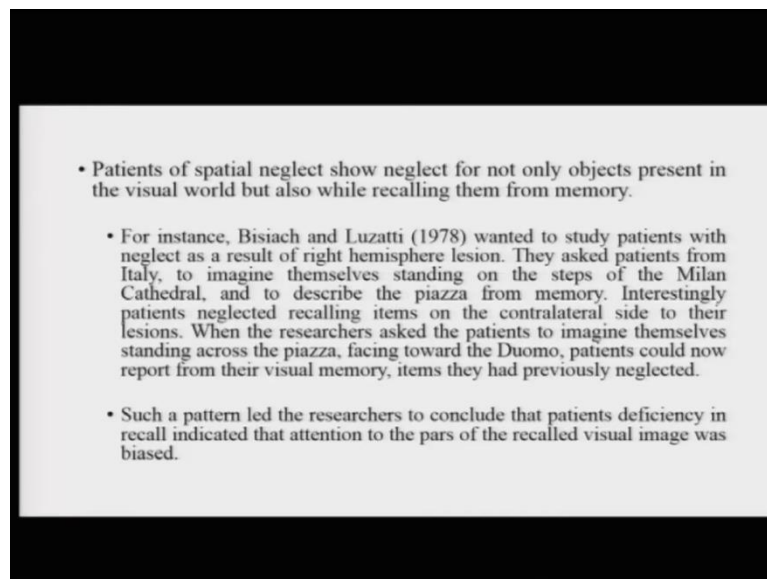 • Patients of spatial neglect show neglect for not only objects present in
the visual world but also while recalling them from memory.
• For instance, Bisiach and Luzatti (1978) wanted to study patients with
neglect as a result of right hemisphere lesion. They asked patients from
Italy, to imagine themselves standing on the steps of the Milan
Cathedral, and to describe the piazza from memory. Interestingly
patients neglected recalling items on the contralateral side to their
lesions. When the researchers asked the patients to imagine themselves
standing across the piazza, facing toward the Duomo, patients could now
report from their visual memory, items they had previously neglected.
• Such a pattern led the researchers to conclude that patients deficiency in
recall indicated that attention to the pars of the recalled visual image was
biased.